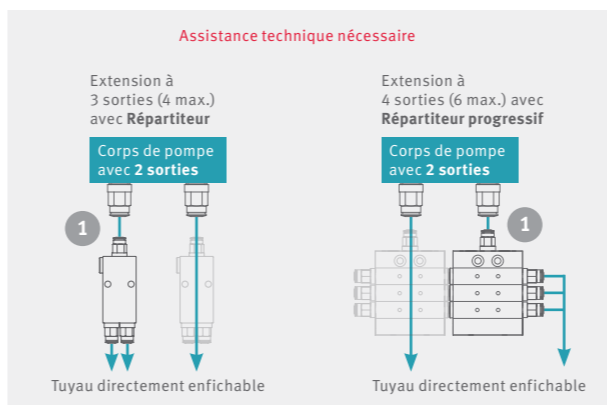 Assistance technique nécessaire
Extension à
3 sorties (4 max.)
avec Répartiteur
Corps de pompe
avec 2 sorties
1
Tuyau directement enfichable
Extension à
4 sorties (6 max.) avec
Répartiteur progressif
Corps de pompe
avec 2 sorties
1
Tuyau directement enfichable